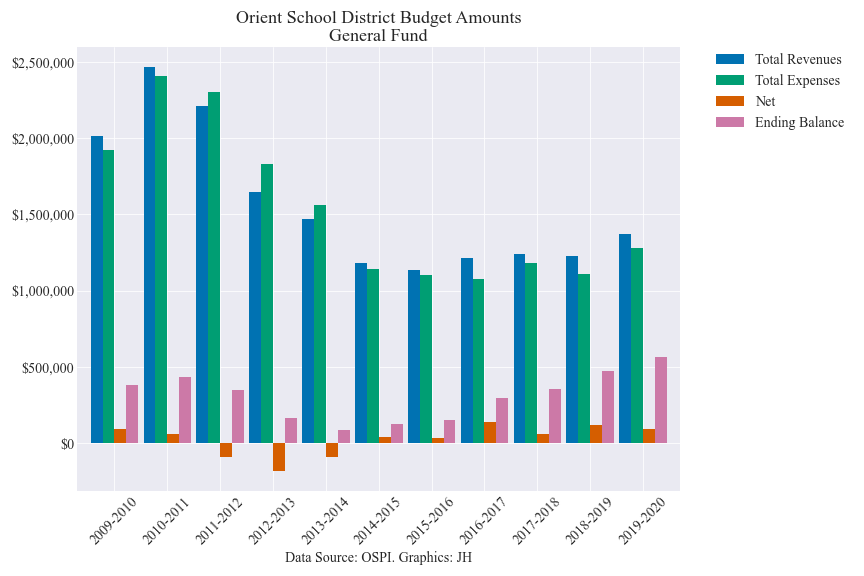 Orient School District Budget Amounts
General Fund
Total Revenues
Total Expenses
Net
Ending Balance
$2,500,000
$2,000,000
$1,500,000
$1,000,000
$500,000
$0
2009-2010
2010-2011
2011-2012
2012-2013
2013-2014
2014-2015
2015-2016
2016-2017
2017-2018
2018-2019
2019-2020
Data Source: OSPI. Graphics: JH